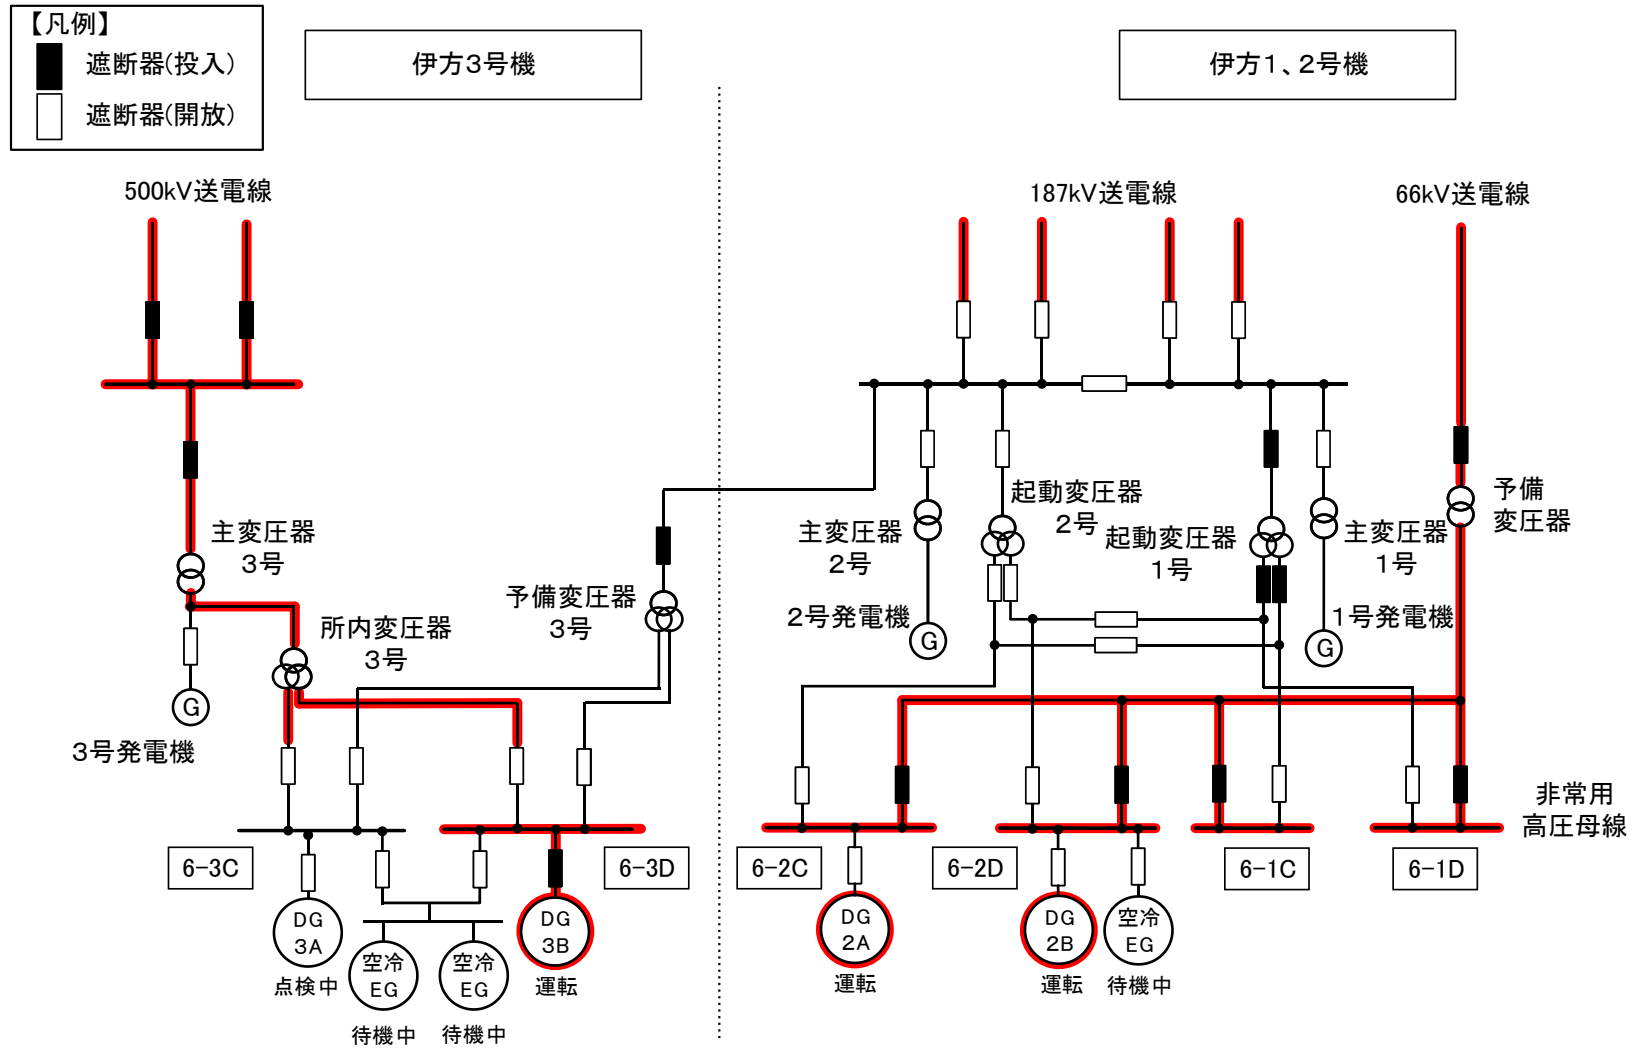 【凡例】
遮断器(投入)
遮断器(開放)
伊方3号機
伊方1、2号機
500kV送電線
187kV送電線
66kV送電線
主変圧器
3号
所内変圧器
3号
予備変圧器
3号
G
3号発電機
主変圧器
2号
起動変圧器
2号
起動変圧器
1号
主変圧器
1号
予備
変圧器
2号発電機
G
1号発電機
G
非常用
高圧母線
6-3C
6-3D
6-2C
6-2D
6-1C
6-1D
DG
3A
点検中
空冷
EG
待機中
空冷
EG
待機中
DG
3B
運転
DG
2A
運転
DG
2B
運転
空冷
EG
待機中